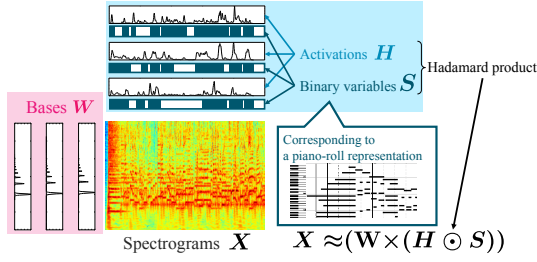 Activations H
Binary variables S
Hadamard product
Bases W
Corresponding to
a piano-roll representation
Spectrograms X
X ≈(W×(H ⊙ S))